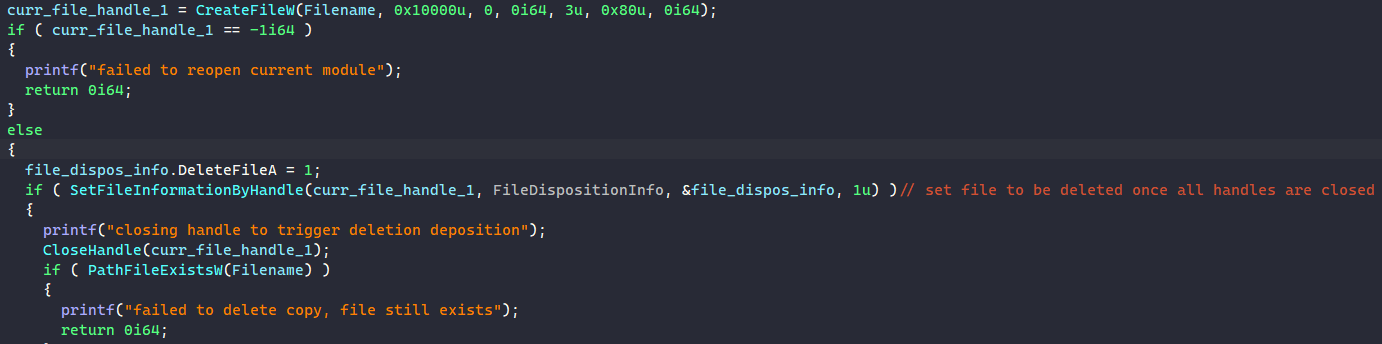 curr_file_handle_1 = CreateFileW(Filename, 0x10000u, 0, 0i64, 3u, 0x80u, 0i64);
if ( curr_file_handle_1 == -1i64 )
{
  printf("failed to reopen current module");
  return 0i64;
}
else
{
  file_dispos_info.DeleteFileA = 1;
  if ( SetFileInformationByHandle(curr_file_handle_1, FileDispositionInfo, &file_dispos_info, 1u) )// set file to be deleted once all handles are closed
  {
    printf("closing handle to trigger deletion deposition");
    CloseHandle(curr_file_handle_1);
    if ( PathFileExistsW(Filename) )
    {
      printf("failed to delete copy, file still exists");
      return 0i64;